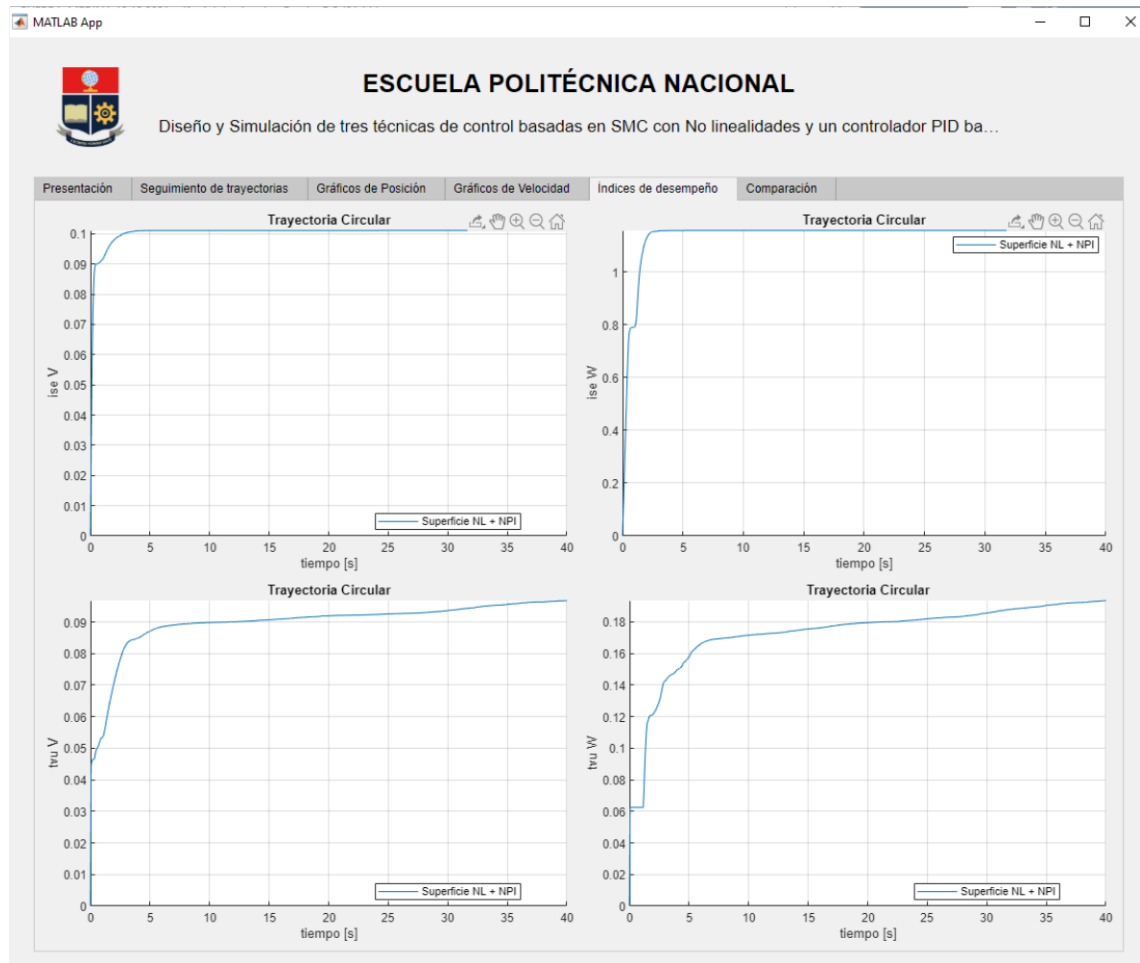 MATLAB App
ESCUELA POLITÉCNICA NACIONAL
Diseño y Simulación de tres técnicas de control basadas en SMC con No linealidades y un controlador PID ba…
Presentación Seguimiento de trayectorias Gráficos de Posición Gráficos de Velocidad Índices de desempeño Comparación
Trayectoria Circular
0.1
0.09
0.08
0.07
0.06
0.05
0.04
0.03
0.02
0.01
0
ise V
Superficie NL + NPI
0 5 10 15 20 25 30 35 40
tiempo [s]
Trayectoria Circular
Superficie NL + NPI
1
0.8
0.6
0.4
0.2
0
ise W
0 5 10 15 20 25 30 35 40
tiempo [s]
Trayectoria Circular
0.09
0.08
0.07
0.06
0.05
0.04
0.03
0.02
0.01
0
tvu V
Superficie NL + NPI
0 5 10 15 20 25 30 35 40
tiempo [s]
Trayectoria Circular
0.18
0.16
0.14
0.12
0.1
0.08
0.06
0.04
0.02
0
tvu W
Superficie NL + NPI
0 5 10 15 20 25 30 35 40
tiempo [s]